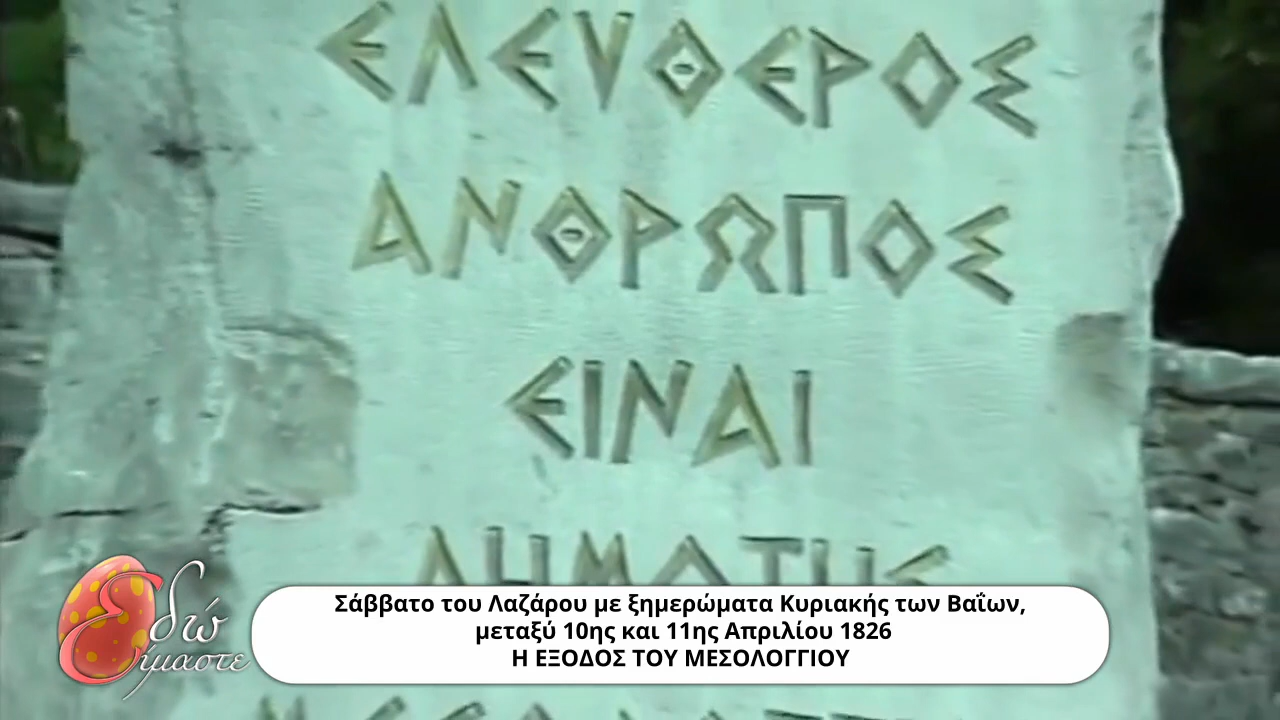 ΕΛΕΥΘΕΡΟΣ
ΑΝΘΡΩΠΟΣ
ΕΙΝΑΙ
ΔΗΜΟΤΗΣ
Εδώ
Είμαστε
Σάββατο του Λαζάρου με ξημερώματα Κυριακής των Βαΐων,
μεταξύ 10ης και 11ης Απριλίου 1826
Η ΕΞΟΔΟΣ ΤΟΥ ΜΕΣΟΛΟΓΓΙΟΥ